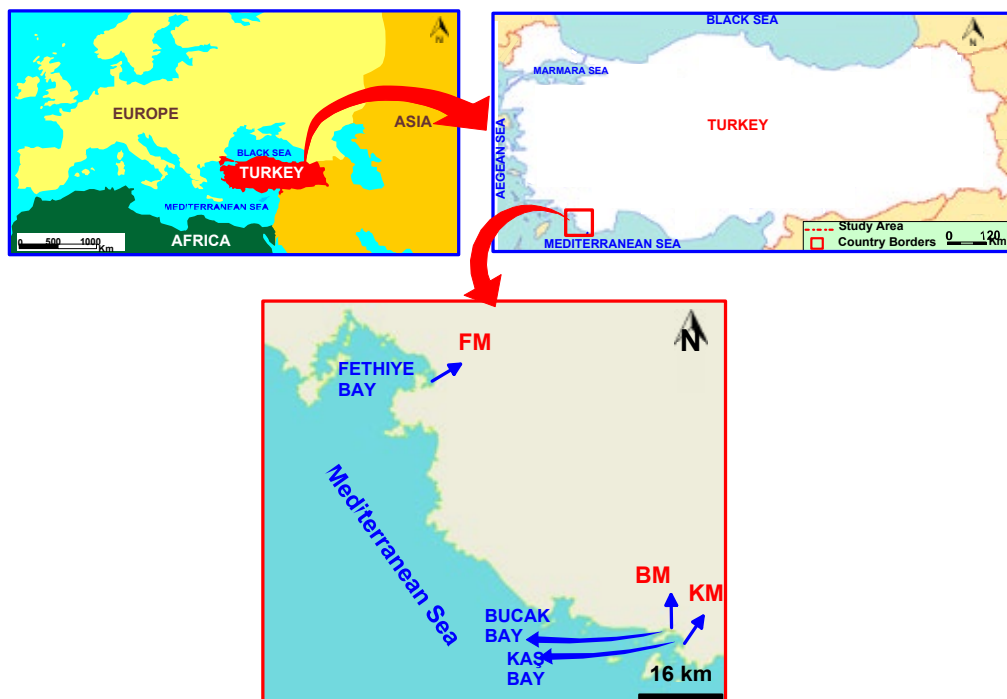 N
EUROPE
ASIA
BLACK SEA
TURKEY
MEDITERRANEAN SEA
AFRICA
0 500 1000
Km
BLACK SEA
N
MARMARA SEA
TURKEY
AEGEAN SEA
MEDITERRANEAN SEA
Study Area
Country Borders
0 120
Km
FM
N
FETHIYE
BAY
Mediterranean Sea
BM
KM
BUCAK
BAY
KAŞ
BAY
16 km